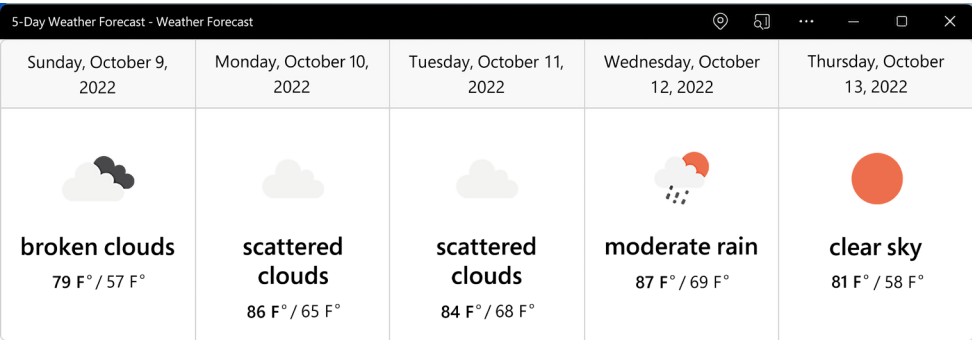 5-Day Weather Forecast - Weather Forecast
Sunday, October 9,
2022
broken clouds
79 F°/ 57 F°
Monday, October 10,
2022
scattered
clouds
86 F°/ 65 F°
Tuesday, October 11,
2022
scattered
clouds
84 F°/ 68 F°
Wednesday, October
12, 2022
moderate rain
87 F°/ 69 F°
Thursday, October
13, 2022
clear sky
81 F°/ 58 F°